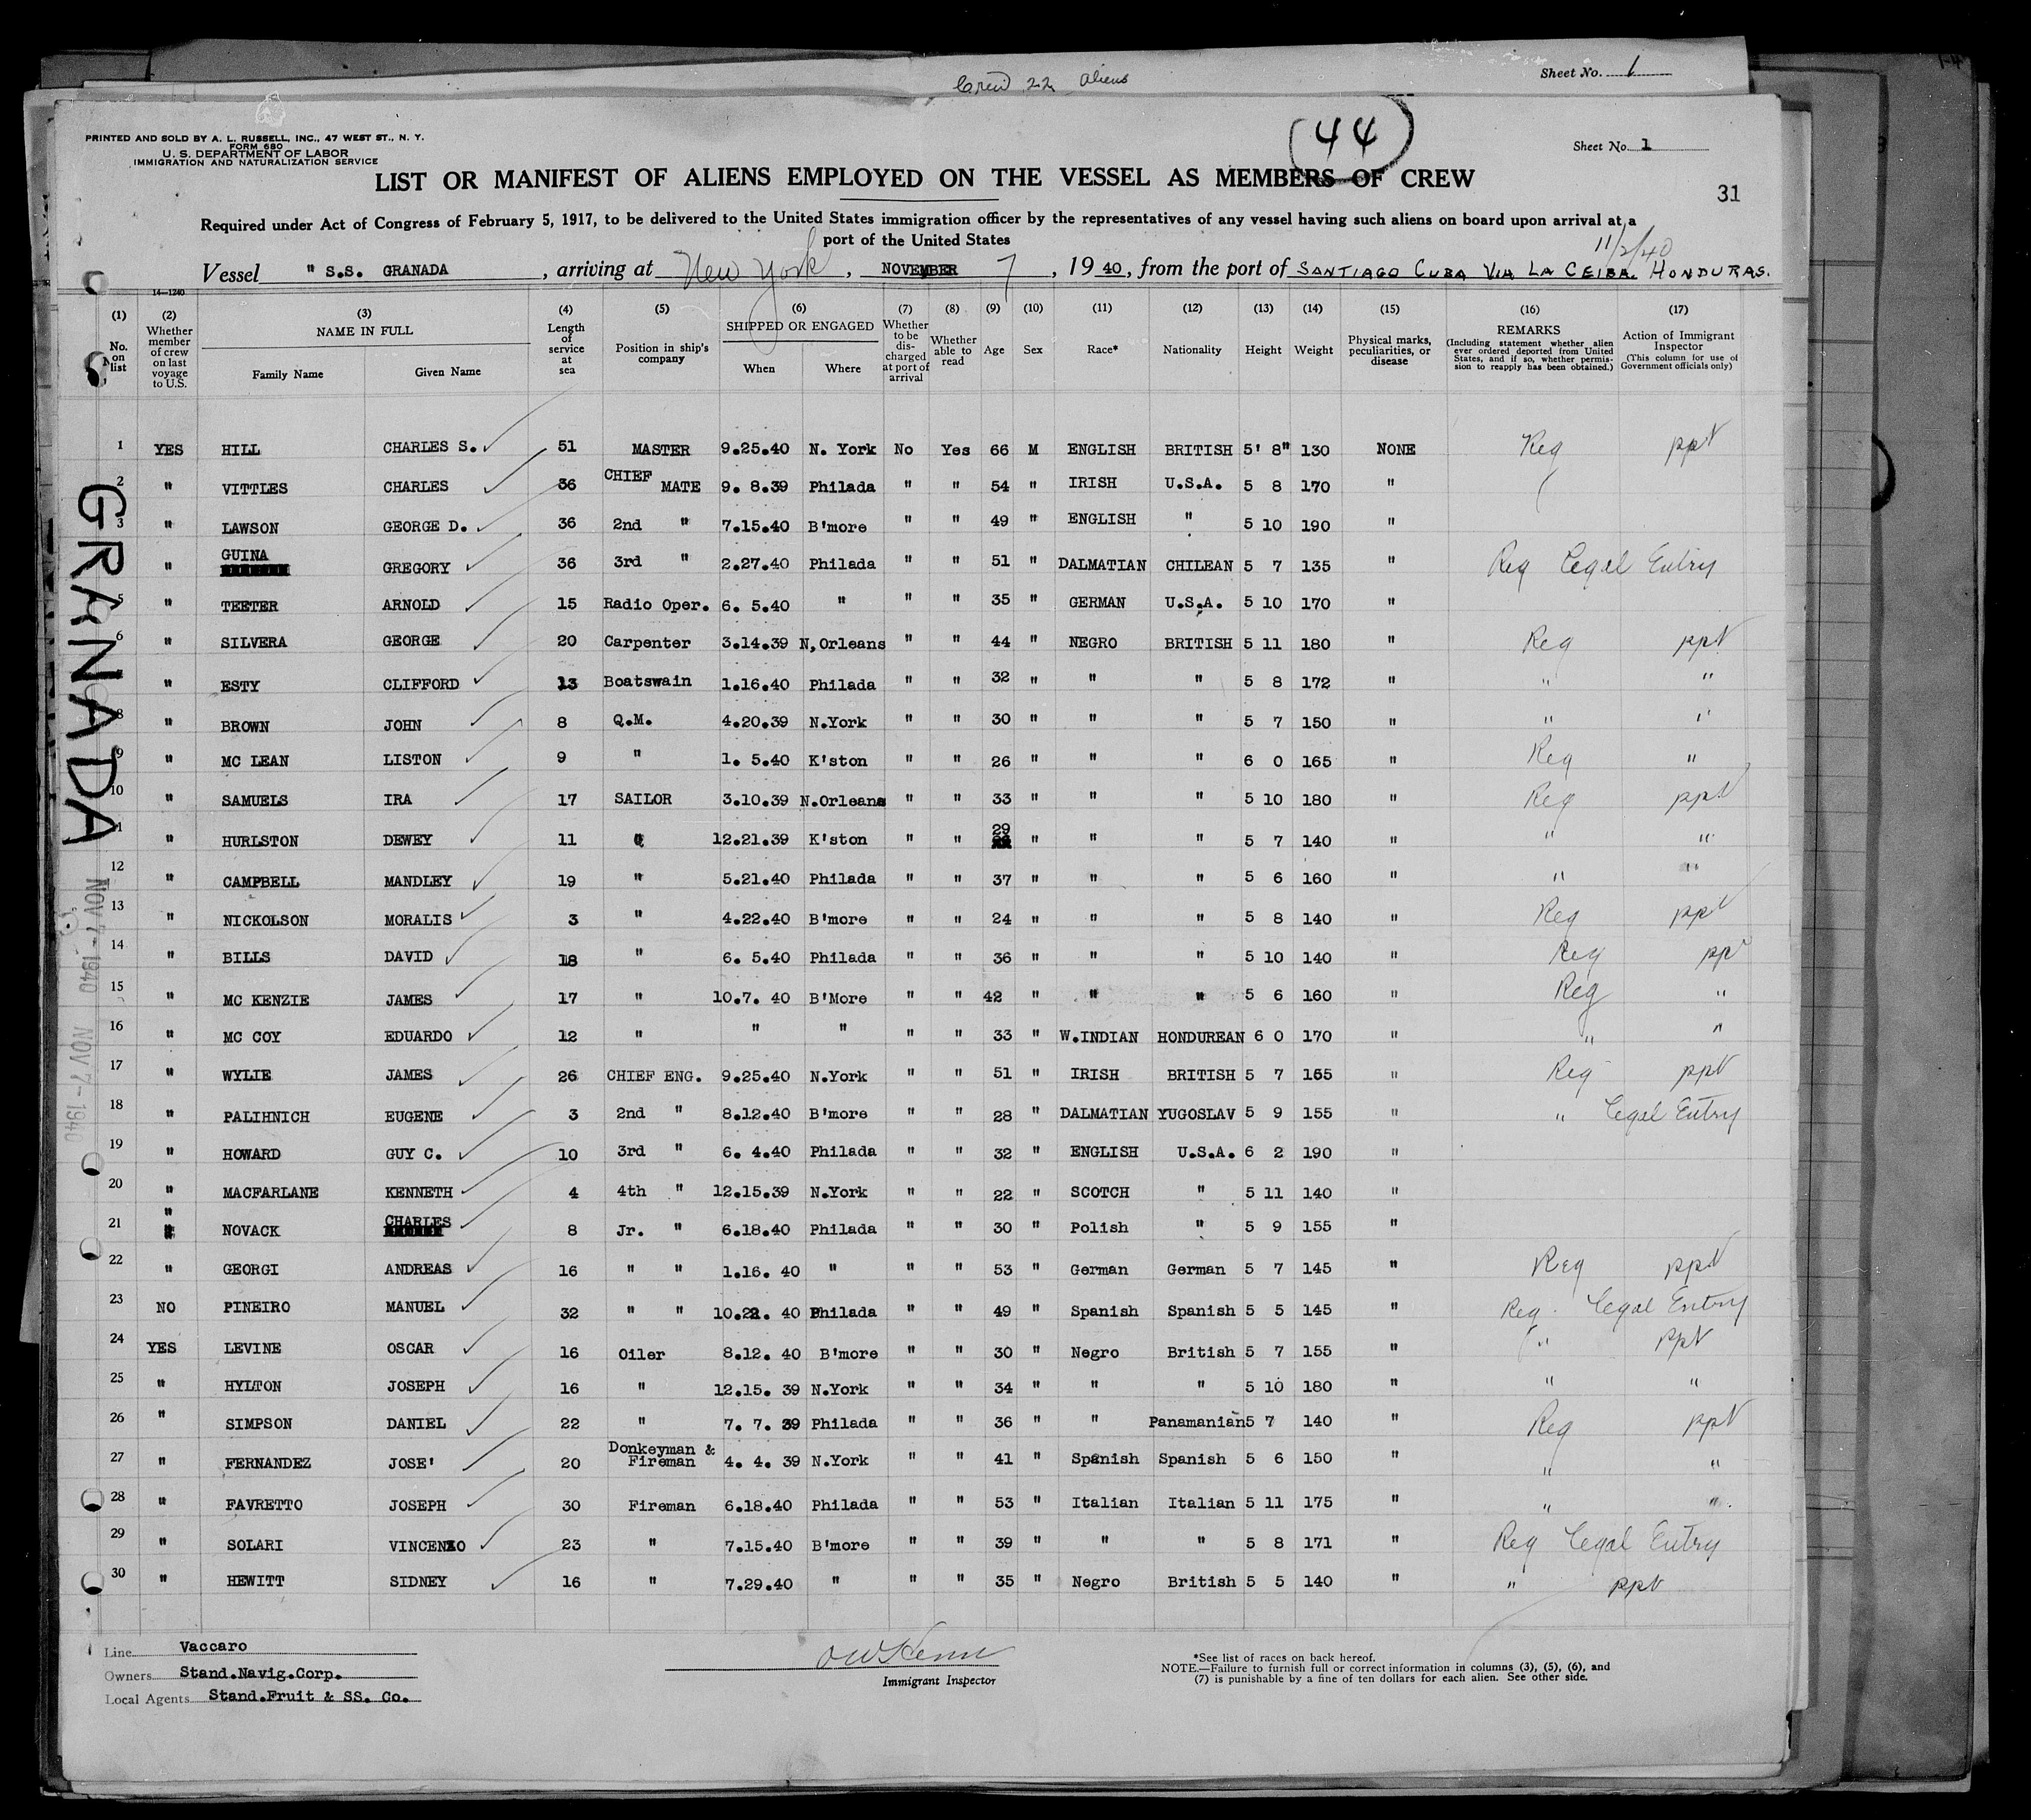 Crew 22 aliens
Sheet No. 1
(44)
PRINTED AND SOLD BY A. L. RUSSELL, INC., 47 WEST ST., N. Y.
FORM 680
U. S. DEPARTMENT OF LABOR
IMMIGRATION AND NATURALIZATION SERVICE
Sheet No. 1
LIST OR MANIFEST OF ALIENS EMPLOYED ON THE VESSEL AS MEMBERS OF CREW
31
Required under Act of Congress of February 5, 1917, to be delivered to the United States immigration officer by the representatives of any vessel having such aliens on board upon arrival at a
port of the United States
11/2/40
Vessel " S.S. GRANADA, arriving at New York, NOVEMBER 7, 1940, from the port of SANTIAGO CUBA VIA LA CEIBA. HONDURAS.
14-1240
(1) No. on list (2) Whether member of crew on last voyage to U.S. (3) NAME IN FULL Family Name Given Name (4) Length of service at sea (5) Position in ship's company (6) SHIPPED OR ENGAGED When Where (7) Whether to be discharged at port of arrival (8) Whether able to read (9) Age (10) Sex (11) Race* (12) Nationality (13) Height (14) Weight (15) Physical marks, peculiarities, or disease (16) REMARKS (Including statement whether alien ever ordered deported from United States, and if so, whether permission to reapply has been obtained.) (17) Action of Immigrant Inspector (This column for use of Government officials only)
1 YES HILL CHARLES S. 51 MASTER 9.25.40 N. York No Yes 66 M ENGLISH BRITISH 5' 8" 130 NONE Reg ppt
2 " VITTLES CHARLES 36 CHIEF MATE 9. 8.39 Philada " " 54 " IRISH U.S.A. 5 8 170 "
3 " LAWSON GEORGE D. 36 2nd " 7.15.40 B'more " " 49 " ENGLISH " 5 10 190 "
" GUINA GREGORY 36 3rd " 2.27.40 Philada " " 51 " DALMATIAN CHILEAN 5 7 135 " Reg Legal Entry
5 " TEETER ARNOLD 15 Radio Oper. 6. 5.40 " " " 35 " GERMAN U.S.A. 5 10 170 "
6 " SILVERA GEORGE 20 Carpenter 3.14.39 N,Orleans " " 44 " NEGRO BRITISH 5 11 180 " Reg ppt
" ESTY CLIFFORD 13 Boatswain 1.16.40 Philada " " 32 " " " 5 8 172 " " "
8 " BROWN JOHN 8 Q.M. 4.20.39 N.York " " 30 " " " 5 7 150 " " "
9 " MC LEAN LISTON 9 " 1. 5.40 K'ston " " 26 " " " 6 0 165 " Reg "
10 " SAMUELS IRA 17 SAILOR 3.10.39 N.Orleans " " 33 " " " 5 10 180 " Reg ppt
11 " HURLSTON DEWEY 11 " 12.21.39 K'ston " " 29 " " " 5 7 140 " " "
12 " CAMPBELL MANDLEY 19 " 5.21.40 Philada " " 37 " " " 5 6 160 " " "
13 " NICKOLSON MORALIS 3 " 4.22.40 B'more " " 24 " " " 5 8 140 " Reg ppt
14 " BILLS DAVID 18 " 6. 5.40 Philada " " 36 " " " 5 10 140 " Reg ppt
15 " MC KENZIE JAMES 17 " 10.7. 40 B'More " " 42 " " " 5 6 160 " Reg "
16 " MC COY EDUARDO 12 " " " " " 33 " W.INDIAN HONDUREAN 6 0 170 " " "
17 " WYLIE JAMES 26 CHIEF ENG. 9.25.40 N.York " " 51 " IRISH BRITISH 5 7 165 " Reg ppt
18 " PALIHNICH EUGENE 3 2nd " 8.12.40 B'more " " 28 " DALMATIAN YUGOSLAV 5 9 155 " " Legal Entry
19 " HOWARD GUY C. 10 3rd " 6. 4.40 Philada " " 32 " ENGLISH U.S.A. 6 2 190 "
20 " MACFARLANE KENNETH 4 4th " 12.15.39 N.York " " 22 " SCOTCH " 5 11 140 "
21 " NOVACK CHARLES 8 Jr. " 6.18.40 Philada " " 30 " Polish " 5 9 155 "
22 " GEORGI ANDREAS 16 " " 1.16. 40 " " " 53 " German German 5 7 145 " Reg ppt
23 NO PINEIRO MANUEL 32 " " 10.22. 40 Philada " " 49 " Spanish Spanish 5 5 145 " Reg. Legal Entry
24 YES LEVINE OSCAR 16 Oiler 8.12. 40 B'more " " 30 " Negro British 5 7 155 " " ppt
25 " HYLTON JOSEPH 16 " 12.15. 39 N.York " " 34 " " " 5 10 180 " " "
26 " SIMPSON DANIEL 22 " 7. 7. 39 Philada " " 36 " " Panamanian 5 7 140 " Reg ppt
27 " FERNANDEZ JOSE' 20 Donkeyman & Fireman 4. 4. 39 N.York " " 41 " Spanish Spanish 5 6 150 " " "
28 " FAVRETTO JOSEPH 30 Fireman 6.18.40 Philada " " 53 " Italian Italian 5 11 175 " " "
29 " SOLARI VINCENZO 23 " 7.15.40 B'more " " 39 " " " 5 8 171 " Reg Legal Entry
30 " HEWITT SIDNEY 16 " 7.29.40 " " " 35 " Negro British 5 5 140 " " ppt
GRANADA
NOV 7-1940
NOV 7-1940
Line Vaccaro
Owners Stand.Navig.Corp.
Local Agents Stand.Fruit & SS. Co.
Immigrant Inspector
*See list of races on back hereof.
NOTE.—Failure to furnish full or correct information in columns (3), (5), (6), and
(7) is punishable by a fine of ten dollars for each alien. See other side.